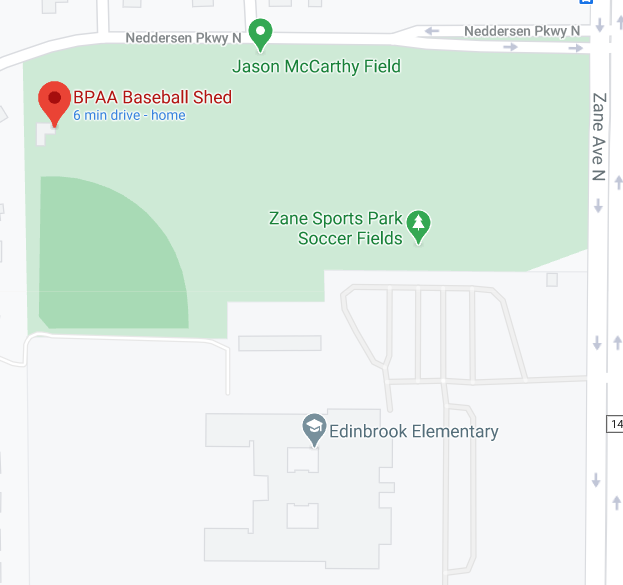 Neddersen Pkwy N
Neddersen Pkwy N
Jason McCarthy Field
BPAA Baseball Shed
6 min drive - home
Zane Ave N
Zane Sports Park
Soccer Fields
14
Edinbrook Elementary